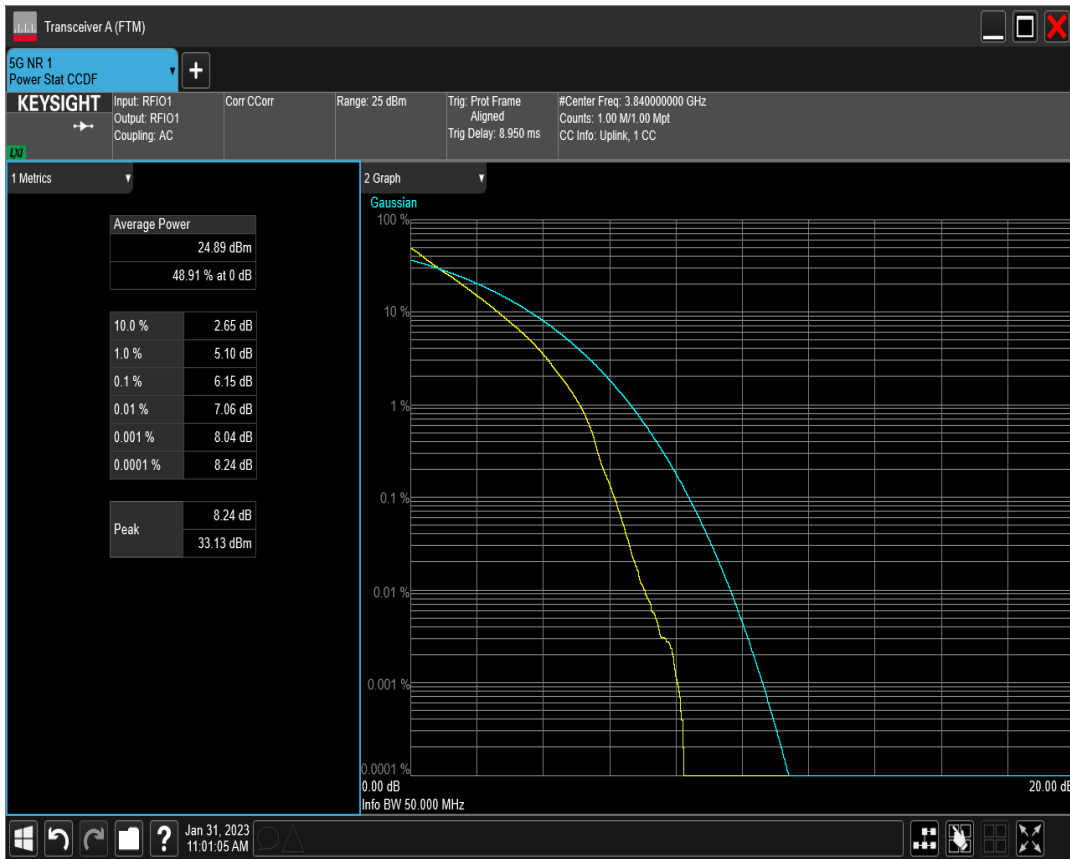 Transceiver A (FTM)
5G NR 1
Power Stat CCDF
KEYSIGHT
LXI
Input: RFIO1
Output: RFIO1
Coupling: AC
Corr CCorr
Range: 25 dBm
Trig: Prot Frame
Aligned
Trig Delay: 8.950 ms
#Center Freq: 3.840000000 GHz
Counts: 1.00 M/1.00 Mpt
CC Info: Uplink, 1 CC
1 Metrics
Average Power
24.89 dBm
48.91 % at 0 dB
10.0 % 2.65 dB
1.0 % 5.10 dB
0.1 % 6.15 dB
0.01 % 7.06 dB
0.001 % 8.04 dB
0.0001 % 8.24 dB
Peak
8.24 dB
33.13 dBm
2 Graph
Gaussian
100 %
10 %
1 %
0.1 %
0.01 %
0.001 %
0.0001 %
0.00 dB 20.00 dB
Info BW 50.000 MHz
Jan 31, 2023
11:01:05 AM